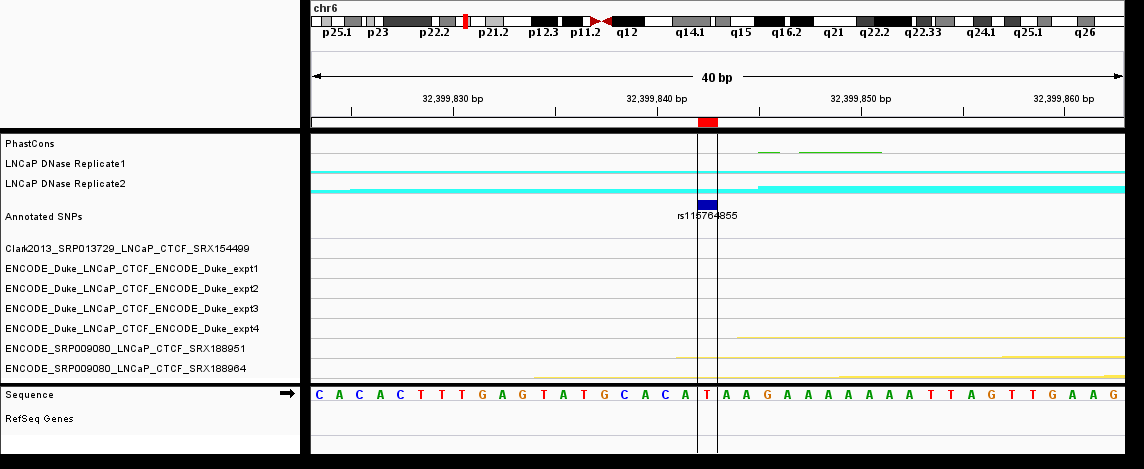 chr6
p25.1 p23 p22.2 p21.2 p12.3 p11.2 q12 q14.1 q15 q16.2 q21 q22.2 q22.33 q24.1 q25.1 q26
40 bp
32,399,830 bp 32,399,840 bp 32,399,850 bp 32,399,860 bp
PhastCons
LNCaP DNase Replicate1
LNCaP DNase Replicate2
Annotated SNPs
rs115764855
Clark2013_SRP013729_LNCaP_CTCF_SRX154499
ENCODE_Duke_LNCaP_CTCF_ENCODE_Duke_expt1
ENCODE_Duke_LNCaP_CTCF_ENCODE_Duke_expt2
ENCODE_Duke_LNCaP_CTCF_ENCODE_Duke_expt3
ENCODE_Duke_LNCaP_CTCF_ENCODE_Duke_expt4
ENCODE_SRP009080_LNCaP_CTCF_SRX188951
ENCODE_SRP009080_LNCaP_CTCF_SRX188964
Sequence C A C A C T T T G A G T A T G C A C A T A A G A A A A A A A T T A G T T G A A G
RefSeq Genes